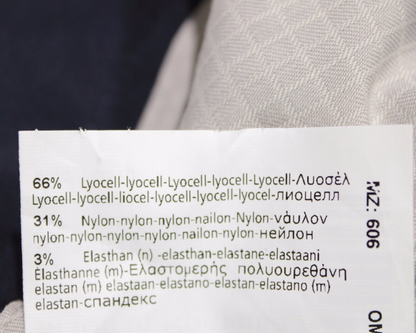 66% Lyocell-lyocell-Lyocell-lyocell-Lyocell-Λυοσέλ
Lyocell-lyocell-liocel-lyocell-lyocell-lyocel-лиоцелл
31% Nylon-nylon-nylon-nailon-Nylon-νάυλον
nylon-nylon-nylon-nylon-nailon-nylon-нейлон
3% Elasthan (n) -elasthan-elastane-elastaani
Élasthanne (m)-Ελαστομερής πολυουρεθάνη
elastan (m) elastaan-elastano-elastan-elastano (m)
elastan-спандекс
MZ: 606
OM